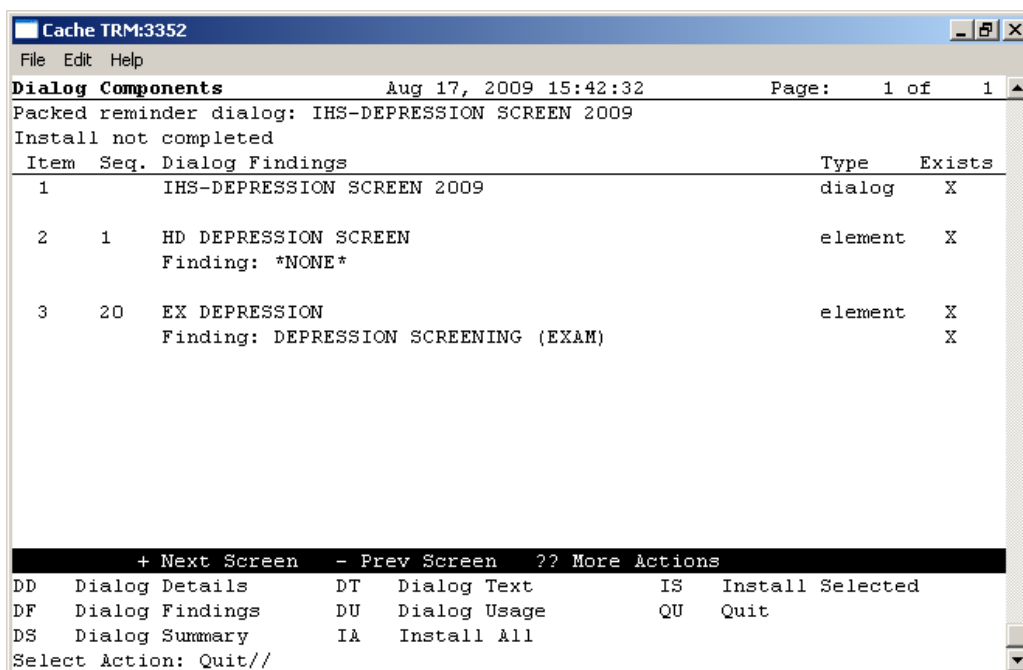 Cache TRM:3352
File Edit Help
Dialog Components Aug 17, 2009 15:42:32 Page: 1 of 1
Packed reminder dialog: IHS-DEPRESSION SCREEN 2009
Install not completed
Item Seq. Dialog Findings Type Exists
1 IHS-DEPRESSION SCREEN 2009 dialog X
2 1 HD DEPRESSION SCREEN element X
Finding: *NONE*
3 20 EX DEPRESSION element X
Finding: DEPRESSION SCREENING (EXAM) X
+ Next Screen - Prev Screen ?? More Actions
DD Dialog Details DT Dialog Text IS Install Selected
DF Dialog Findings DU Dialog Usage QU Quit
DS Dialog Summary IA Install All
Select Action: Quit//